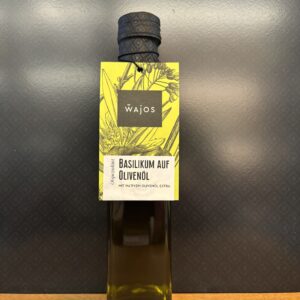 WAJOS
BASILIKUM AUF
OLIVENÖL
MIT NATIVEM OLIVENÖL EXTRA